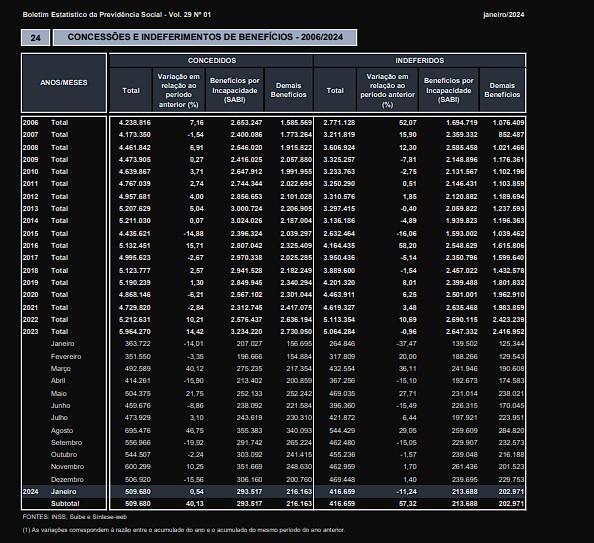 Boletim Estatístico da Previdência Social - Vol. 29 Nº 01 janeiro/2024
24 CONCESSÕES E INDEFERIMENTOS DE BENEFÍCIOS - 2006/2024
CONCEDIDOS INDEFERIDOS
ANOS/MESES Total Variação em relação ao período anterior (%) Benefícios por Incapacidade (SABI) Demais Benefícios Total Variação em relação ao período anterior (%) Benefícios por Incapacidade (SABI) Demais Benefícios
2006 Total 4.238.816 7,16 2.653.247 1.585.569 2.771.128 52,07 1.694.719 1.076.409
2007 Total 4.173.350 -1,54 2.400.086 1.773.264 3.211.819 15,90 2.359.332 852.487
2008 Total 4.461.842 6,91 2.546.020 1.915.822 3.606.924 12,30 2.585.458 1.021.466
2009 Total 4.473.905 0,27 2.416.025 2.057.880 3.325.257 -7,81 2.148.896 1.176.361
2010 Total 4.639.867 3,71 2.647.912 1.991.955 3.233.763 -2,75 2.131.567 1.102.196
2011 Total 4.767.039 2,74 2.744.344 2.022.695 3.250.290 0,51 2.146.431 1.103.859
2012 Total 4.957.681 4,00 2.856.653 2.101.028 3.310.576 1,85 2.120.882 1.189.694
2013 Total 5.207.629 5,04 3.000.724 2.206.905 3.297.415 -0,40 2.059.822 1.237.593
2014 Total 5.211.030 0,07 3.024.026 2.187.004 3.136.186 -4,89 1.939.823 1.196.363
2015 Total 4.435.621 -14,88 2.396.324 2.039.297 2.632.464 -16,06 1.593.002 1.039.462
2016 Total 5.132.451 15,71 2.807.042 2.325.409 4.164.435 58,20 2.548.629 1.615.806
2017 Total 4.995.623 -2,67 2.970.338 2.025.285 3.950.436 -5,14 2.350.796 1.599.640
2018 Total 5.123.777 2,57 2.941.528 2.182.249 3.889.600 -1,54 2.457.022 1.432.578
2019 Total 5.190.239 1,30 2.849.945 2.340.294 4.201.320 8,01 2.399.488 1.801.832
2020 Total 4.868.146 -6,21 2.567.102 2.301.044 4.463.911 6,25 2.501.001 1.962.910
2021 Total 4.729.820 -2,84 2.312.745 2.417.075 4.619.327 3,48 2.635.468 1.983.859
2022 Total 5.212.631 10,21 2.576.437 2.636.194 5.113.354 10,69 2.690.115 2.423.239
2023 Total 5.964.270 14,42 3.234.220 2.730.050 5.064.284 -0,96 2.647.332 2.416.952
Janeiro 363.722 -14,01 207.027 156.695 264.846 -37,47 139.502 125.344
Fevereiro 351.550 -3,35 196.666 154.884 317.809 20,00 188.266 129.543
Março 492.589 40,12 275.235 217.354 432.554 36,11 241.946 190.608
Abril 414.261 -15,90 213.402 200.859 367.256 -15,10 192.673 174.583
Maio 504.375 21,75 252.133 252.242 469.035 27,71 231.014 238.021
Junho 459.676 -8,86 238.092 221.584 396.360 -15,49 226.315 170.045
Julho 473.929 3,10 243.619 230.310 421.872 6,44 197.921 223.951
Agosto 695.476 46,75 355.383 340.093 544.429 29,05 259.609 284.820
Setembro 556.966 -19,92 291.742 265.224 462.480 -15,05 229.907 232.573
Outubro 544.507 -2,24 303.092 241.415 455.236 -1,57 239.048 216.188
Novembro 600.299 10,25 351.669 248.630 462.959 1,70 261.436 201.523
Dezembro 506.920 -15,56 306.160 200.760 469.448 1,40 239.695 229.753
2024 Janeiro 509.680 0,54 293.517 216.163 416.659 -11,24 213.688 202.971
Subtotal 509.680 40,13 293.517 216.163 416.659 57,32 213.688 202.971
FONTES: INSS, Suibe e Síntese-web
(1) As variações correspondem à razão entre o acumulado do ano e o acumulado do mesmo período do ano anterior.